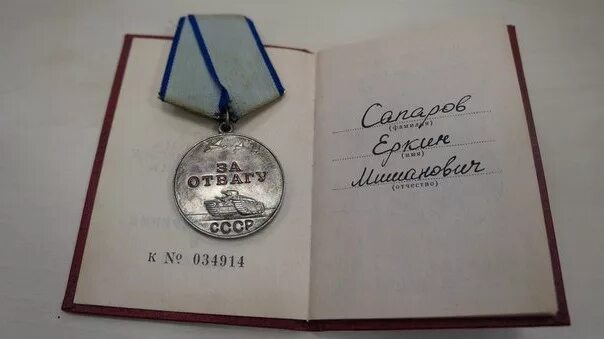 ЗА
ОТВАГУ
СССР
К № 034914
Сапаров
(фамилия)
Еркин
(имя)
Мишанович
(отчество)